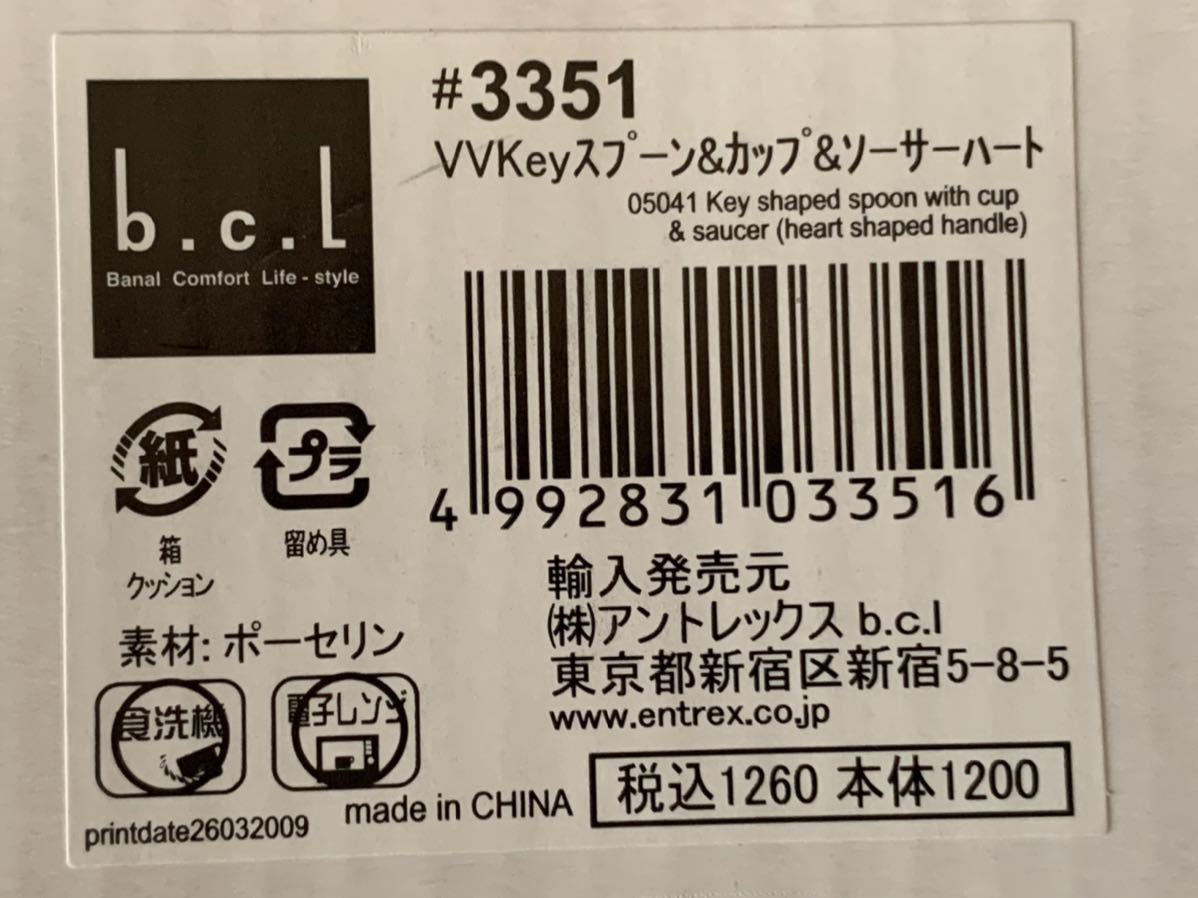 b.c.l
Banal Comfort Life-style
#3351
VVKeyスプーン&カップ&ソーサーハート
05041 Key shaped spoon with cup
& saucer (heart shaped handle)
4 992831 033516
紙
箱
クッション
プラ
留め具
素材: ポーセリン
食洗機
電子レンジ
printdate26032009
made in CHINA
輸入発売元
㈱アントレックス b.c.l
東京都新宿区新宿5-8-5
www.entrex.co.jp
税込1260 本体1200